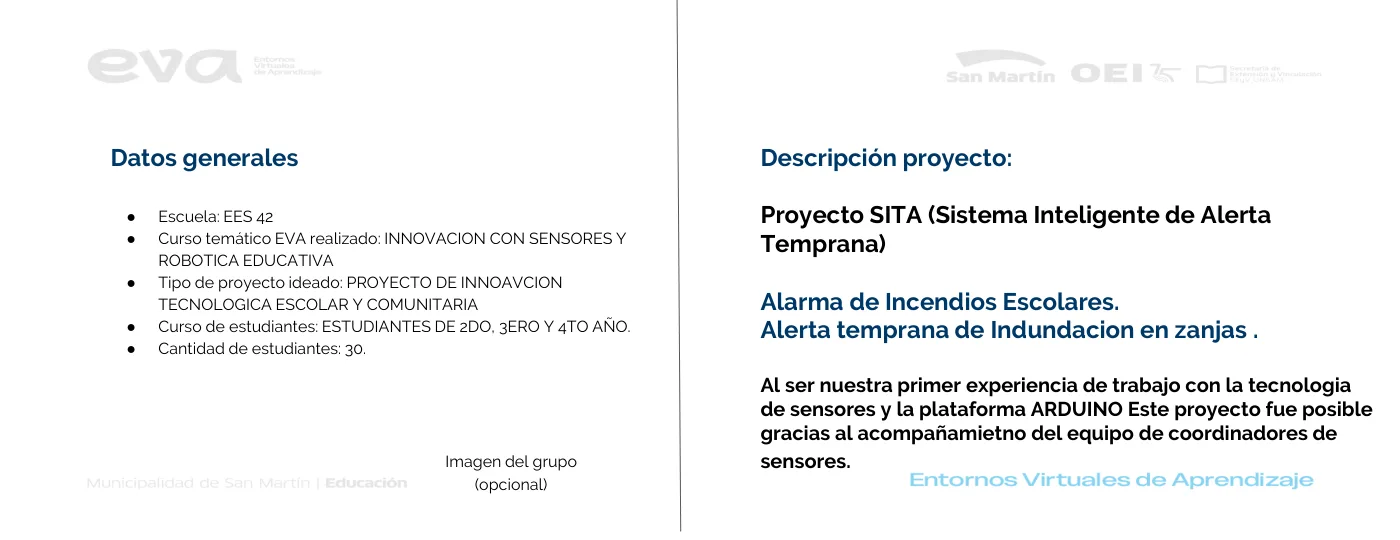 eva
Entornos
Virtuales
de Aprendizaje
San Martín OEI
Datos generales
● Escuela: EES 42
● Curso temático EVA realizado: INNOVACION CON SENSORES Y
ROBOTICA EDUCATIVA
● Tipo de proyecto ideado: PROYECTO DE INNOAVCION
TECNOLOGICA ESCOLAR Y COMUNITARIA
● Curso de estudiantes: ESTUDIANTES DE 2DO, 3ERO Y 4TO AÑO.
● Cantidad de estudiantes: 30.
Imagen del grupo
(opcional)
Municipalidad de San Martín | Educación
Descripción proyecto:
Proyecto SITA (Sistema Inteligente de Alerta
Temprana)
Alarma de Incendios Escolares.
Alerta temprana de Indundacion en zanjas .
Al ser nuestra primer experiencia de trabajo con la tecnologia
de sensores y la plataforma ARDUINO Este proyecto fue posible
gracias al acompañamietno del equipo de coordinadores de
sensores.
Entornos Virtuales de Aprendizaje